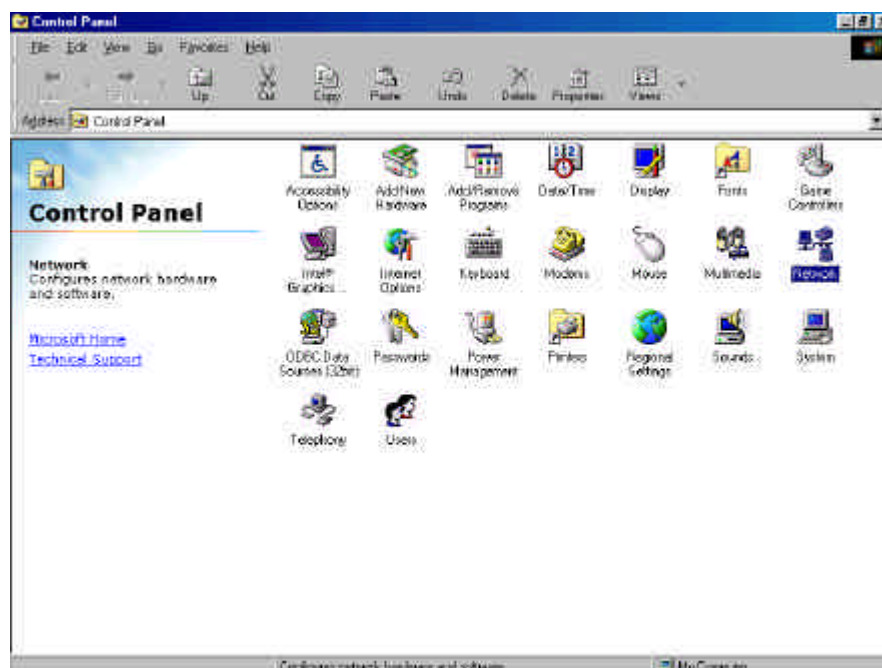 Control Panel
File Edit View Go Favorites Help
Up Cut Copy Paste Undo Delete Properties Views
Address Control Panel
Control Panel
Network
Configures network hardware
and software.
Microsoft Home
Technical Support
Accessibility Options
Add New Hardware
Add/Remove Programs
Date/Time
Display
Fonts
Game Controllers
Intel® Graphics ...
Internet Options
Keyboard
Modems
Mouse
Multimedia
Network
ODBC Data Sources (32bit)
Passwords
Power Management
Printers
Regional Settings
Sounds
System
Telephony
Users
Configures network hardware and software.
My Computer